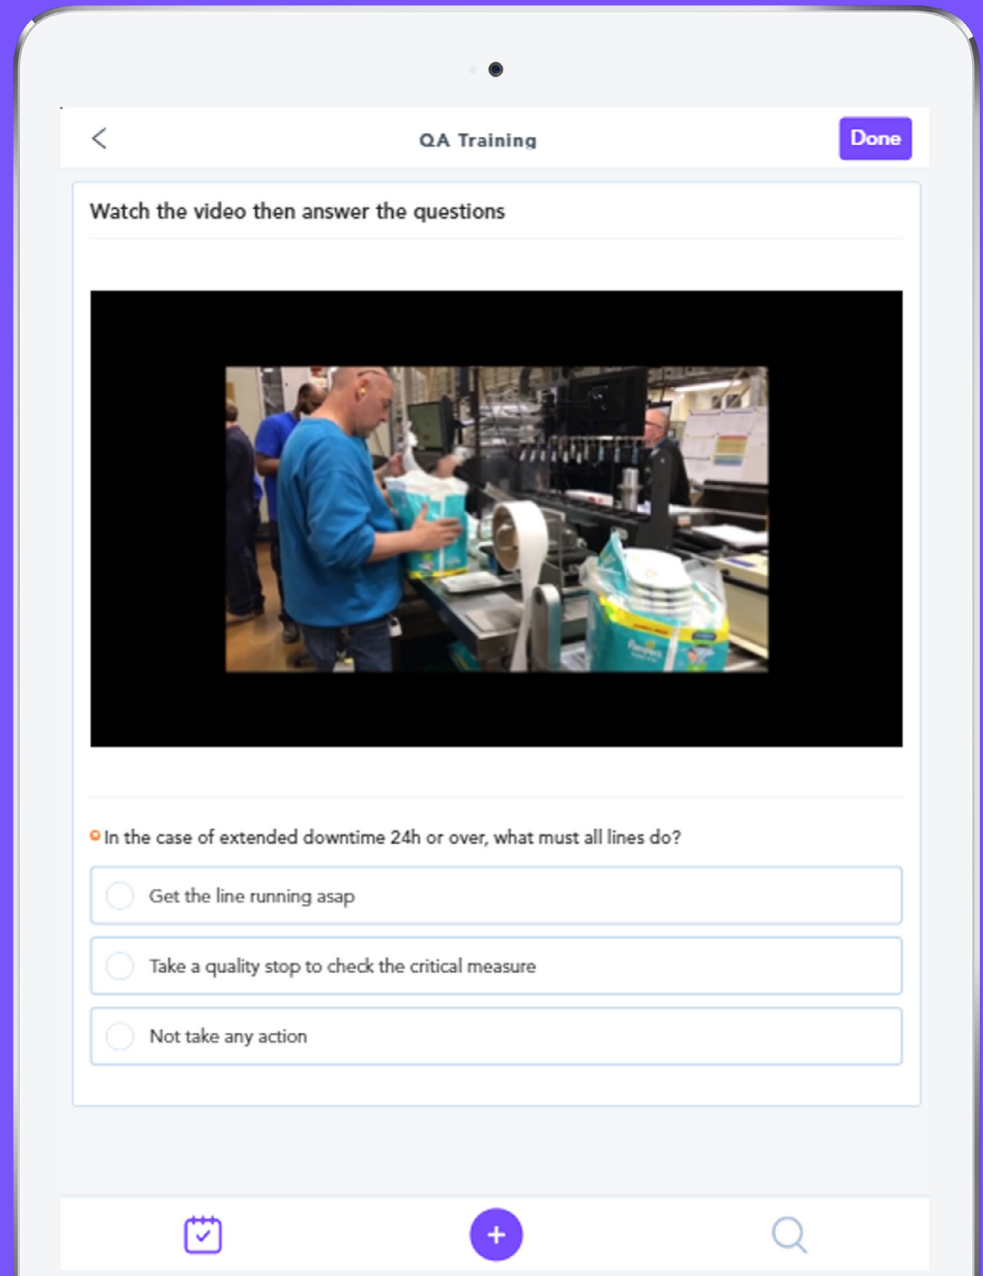 QA Training
Done
Watch the video then answer the questions
Pampers
In the case of extended downtime 24h or over, what must all lines do?
Get the line running asap
Take a quality stop to check the critical measure
Not take any action